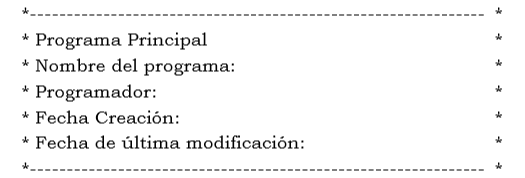 *-------------------------------------------------------------- *
* Programa Principal *
* Nombre del programa: *
* Programador: *
* Fecha Creación: *
* Fecha de última modificación: *
*-------------------------------------------------------------- *